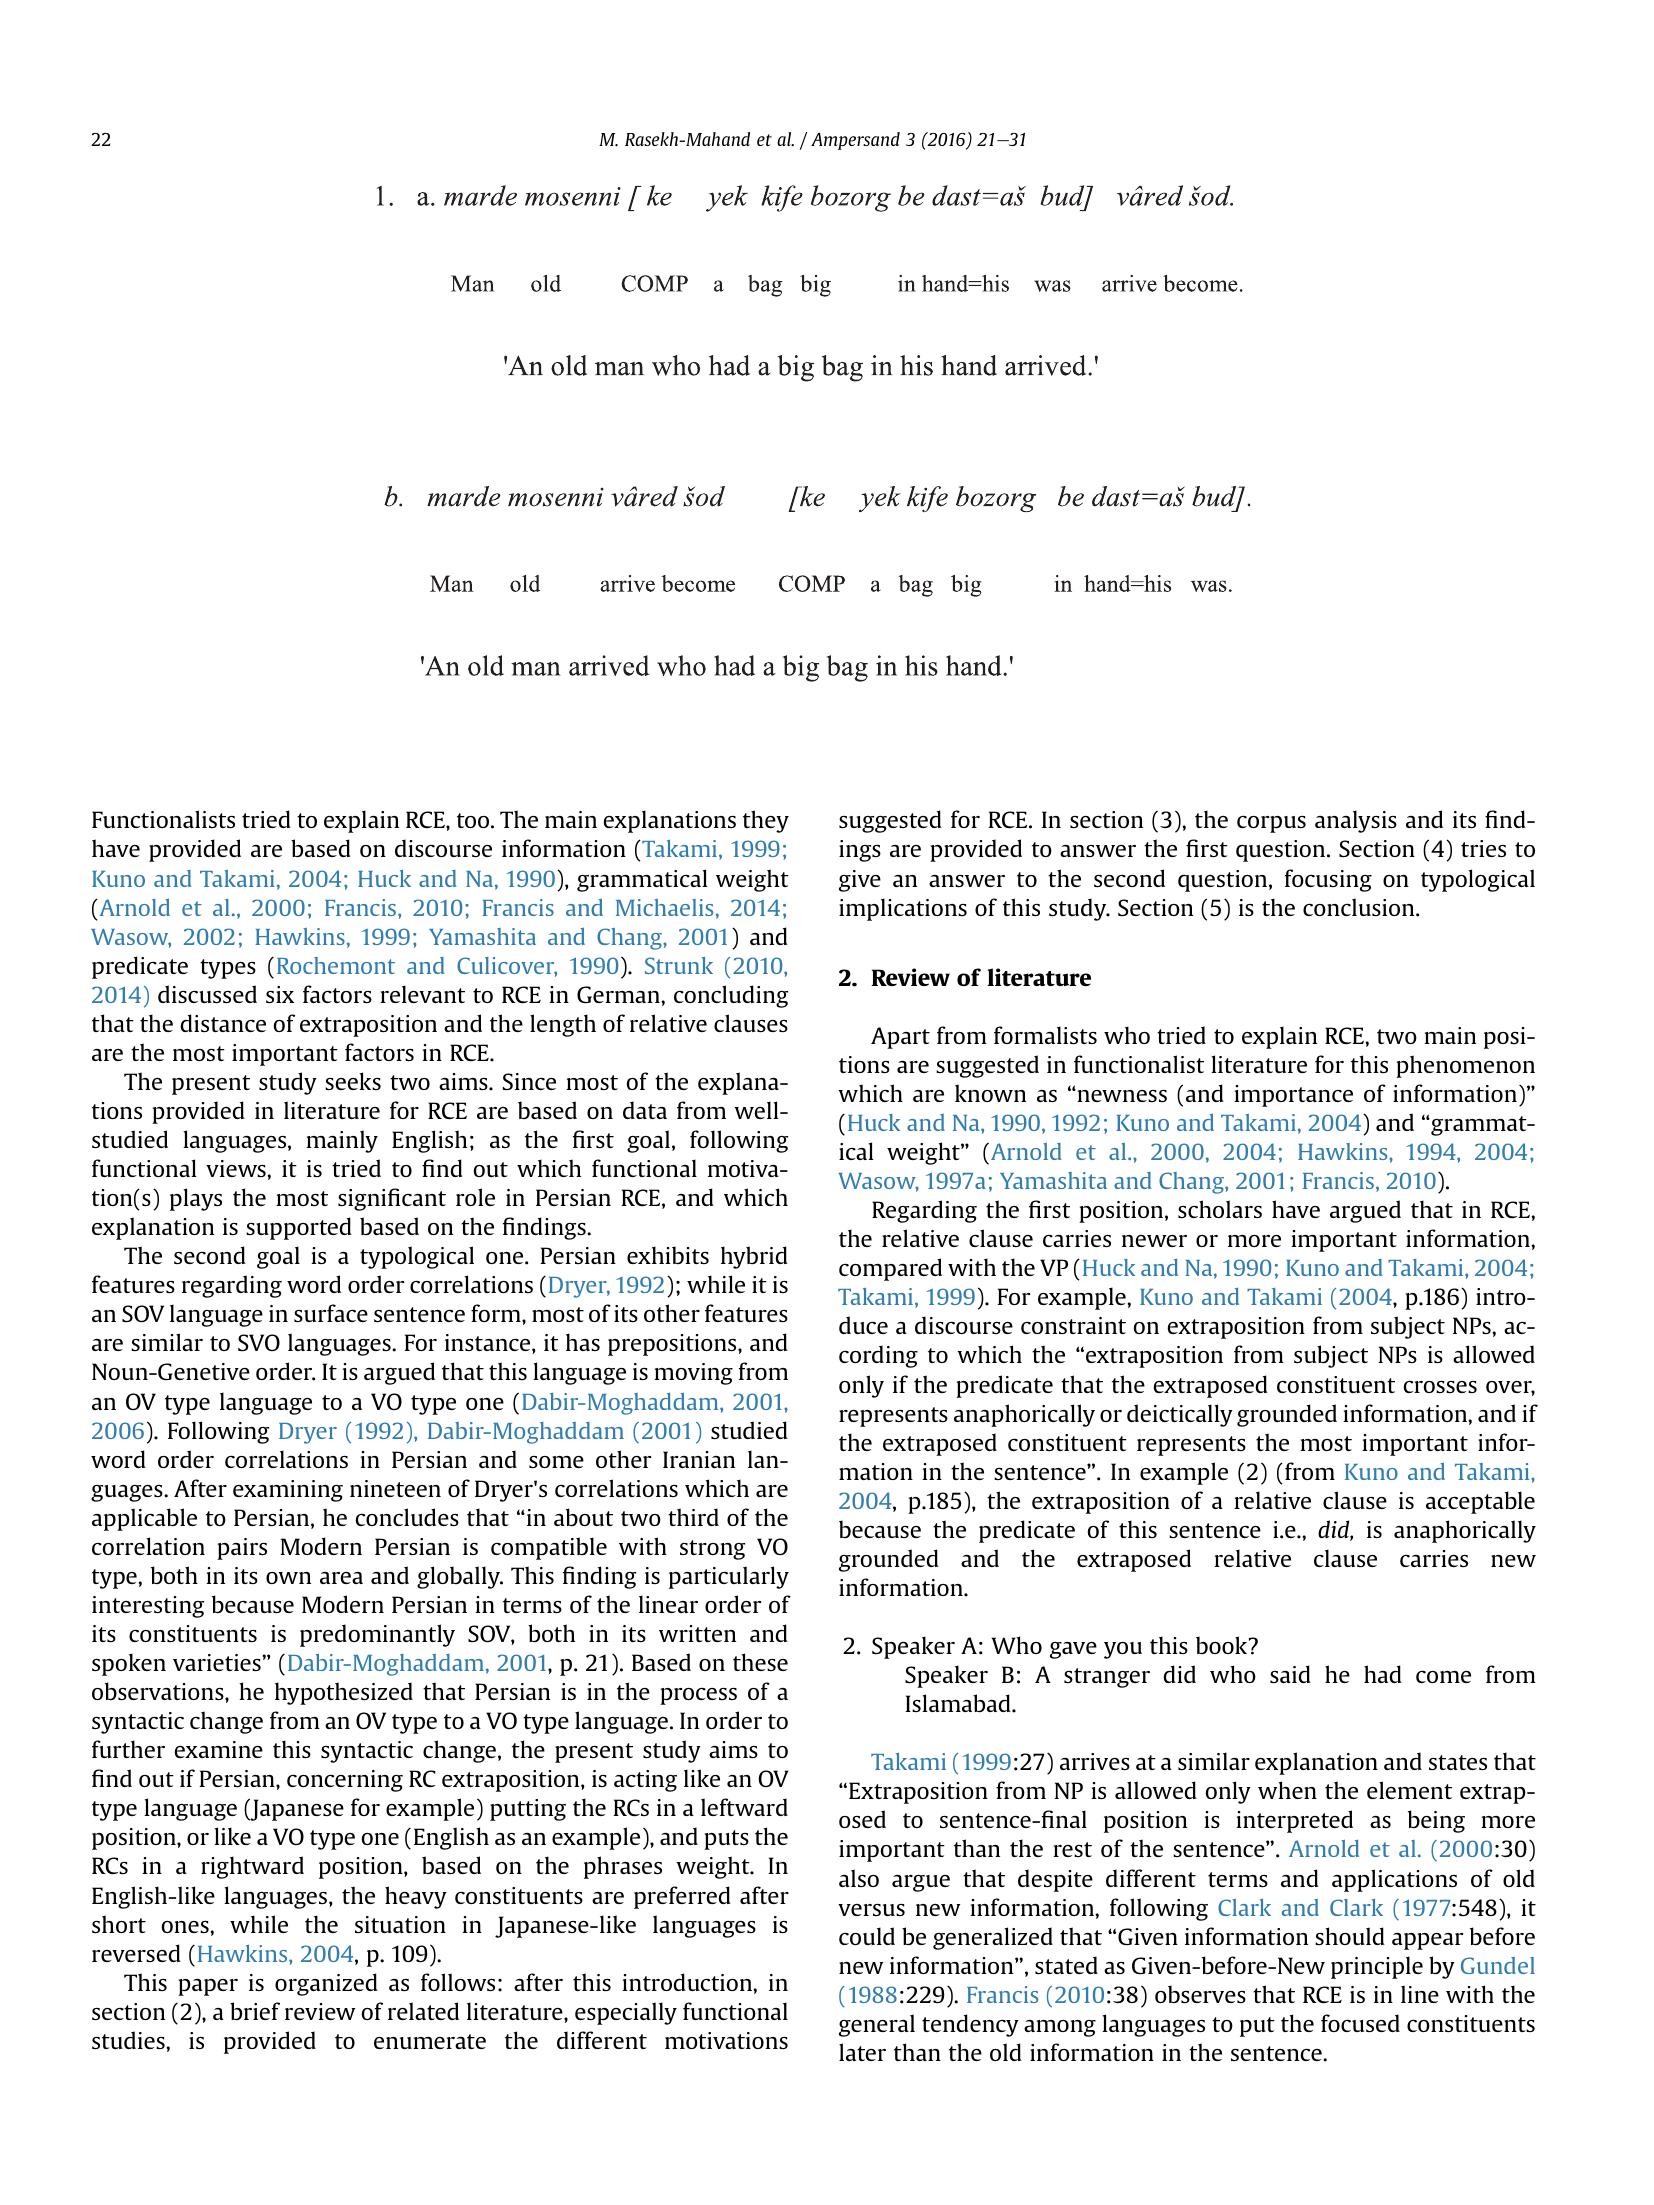 22
M. Rasekh-Mahand et al. / Ampersand 3 (2016) 21–31
1. a. marde mosenni [ ke yek kife bozorg be dast=aš bud] vâred šod.
Man old COMP a bag big in hand=his was arrive become.
'An old man who had a big bag in his hand arrived.'
b. marde mosenni vâred šod [ke yek kife bozorg be dast=aš bud].
Man old arrive become COMP a bag big in hand=his was.
'An old man arrived who had a big bag in his hand.'
Functionalists tried to explain RCE, too. The main explanations they
have provided are based on discourse information (Takami, 1999;
Kuno and Takami, 2004; Huck and Na, 1990), grammatical weight
(Arnold et al., 2000; Francis, 2010; Francis and Michaelis, 2014;
Wasow, 2002; Hawkins, 1999; Yamashita and Chang, 2001) and
predicate types (Rochemont and Culicover, 1990). Strunk (2010,
2014) discussed six factors relevant to RCE in German, concluding
that the distance of extraposition and the length of relative clauses
are the most important factors in RCE.
The present study seeks two aims. Since most of the explana-
tions provided in literature for RCE are based on data from well-
studied languages, mainly English; as the first goal, following
functional views, it is tried to find out which functional motiva-
tion(s) plays the most significant role in Persian RCE, and which
explanation is supported based on the findings.
The second goal is a typological one. Persian exhibits hybrid
features regarding word order correlations (Dryer, 1992); while it is
an SOV language in surface sentence form, most of its other features
are similar to SVO languages. For instance, it has prepositions, and
Noun-Genetive order. It is argued that this language is moving from
an OV type language to a VO type one (Dabir-Moghaddam, 2001,
2006). Following Dryer (1992), Dabir-Moghaddam (2001) studied
word order correlations in Persian and some other Iranian lan-
guages. After examining nineteen of Dryer's correlations which are
applicable to Persian, he concludes that “in about two third of the
correlation pairs Modern Persian is compatible with strong VO
type, both in its own area and globally. This finding is particularly
interesting because Modern Persian in terms of the linear order of
its constituents is predominantly SOV, both in its written and
spoken varieties” (Dabir-Moghaddam, 2001, p. 21). Based on these
observations, he hypothesized that Persian is in the process of a
syntactic change from an OV type to a VO type language. In order to
further examine this syntactic change, the present study aims to
find out if Persian, concerning RC extraposition, is acting like an OV
type language (Japanese for example) putting the RCs in a leftward
position, or like a VO type one (English as an example), and puts the
RCs in a rightward position, based on the phrases weight. In
English-like languages, the heavy constituents are preferred after
short ones, while the situation in Japanese-like languages is
reversed (Hawkins, 2004, p. 109).
This paper is organized as follows: after this introduction, in
section (2), a brief review of related literature, especially functional
studies, is provided to enumerate the different motivations
suggested for RCE. In section (3), the corpus analysis and its find-
ings are provided to answer the first question. Section (4) tries to
give an answer to the second question, focusing on typological
implications of this study. Section (5) is the conclusion.
2. Review of literature
Apart from formalists who tried to explain RCE, two main posi-
tions are suggested in functionalist literature for this phenomenon
which are known as “newness (and importance of information)”
(Huck and Na, 1990, 1992; Kuno and Takami, 2004) and “grammat-
ical weight” (Arnold et al., 2000, 2004; Hawkins, 1994, 2004;
Wasow, 1997a; Yamashita and Chang, 2001; Francis, 2010).
Regarding the first position, scholars have argued that in RCE,
the relative clause carries newer or more important information,
compared with the VP (Huck and Na, 1990; Kuno and Takami, 2004;
Takami, 1999). For example, Kuno and Takami (2004, p.186) intro-
duce a discourse constraint on extraposition from subject NPs, ac-
cording to which the “extraposition from subject NPs is allowed
only if the predicate that the extraposed constituent crosses over,
represents anaphorically or deictically grounded information, and if
the extraposed constituent represents the most important infor-
mation in the sentence”. In example (2) (from Kuno and Takami,
2004, p.185), the extraposition of a relative clause is acceptable
because the predicate of this sentence i.e., did, is anaphorically
grounded and the extraposed relative clause carries new
information.
2. Speaker A: Who gave you this book?
Speaker B: A stranger did who said he had come from
Islamabad.
Takami (1999:27) arrives at a similar explanation and states that
“Extraposition from NP is allowed only when the element extrap-
osed to sentence-final position is interpreted as being more
important than the rest of the sentence”. Arnold et al. (2000:30)
also argue that despite different terms and applications of old
versus new information, following Clark and Clark (1977:548), it
could be generalized that “Given information should appear before
new information”, stated as Given-before-New principle by Gundel
(1988:229). Francis (2010:38) observes that RCE is in line with the
general tendency among languages to put the focused constituents
later than the old information in the sentence.